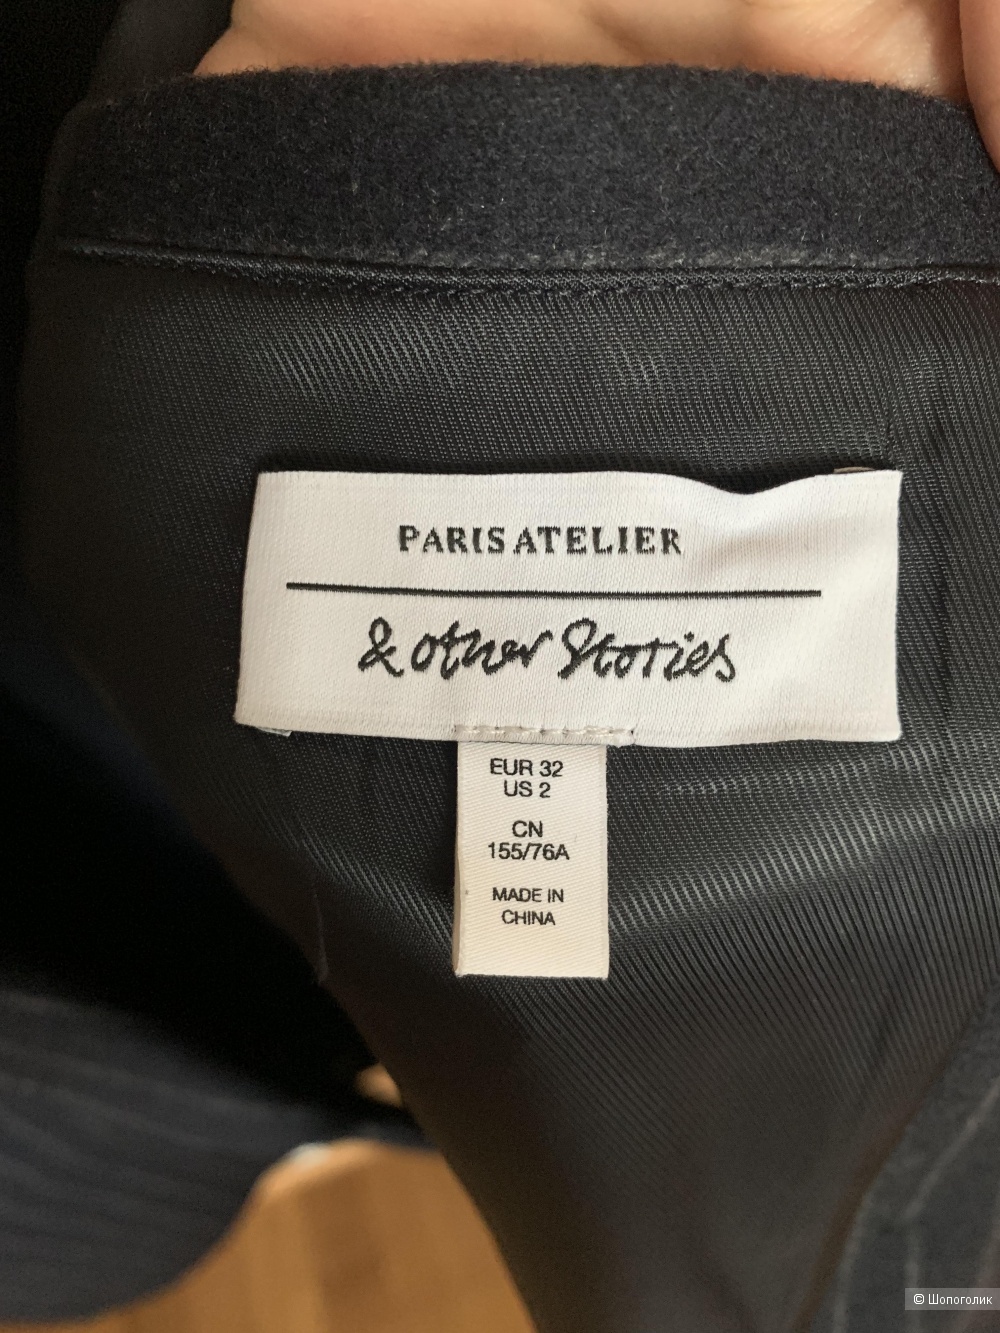 PARIS ATELIER
& other Stories
EUR 32
US 2
CN
155/76A
MADE IN
CHINA
© Шопоголик